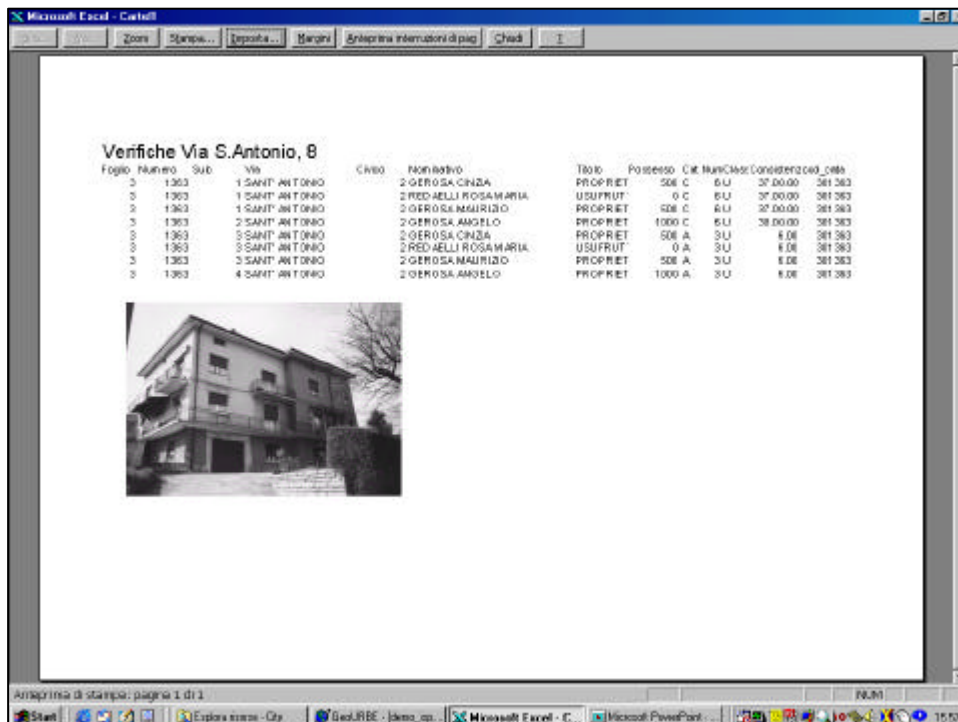 Microsoft Excel - Cartel1
Zoom Stampa... Imposta... Margini Anteprima interruzioni di pag Chiudi ?
Verifiche Via S.Antonio, 8
Foglio Numero Sub Via Civico Nominativo Titolo Possesso Cat NumClass Consistenz
3 1363 1 SANT' ANTONIO 2 GEROSA CINZIA PROPRIET 500 C 6 U 37.00.00 301363
3 1363 1 SANT' ANTONIO 2 REDAELLI ROSAMARIA USUFRUT 0 C 6 U 37.00.00 301363
3 1363 1 SANT' ANTONIO 2 GEROSA MAURIZIO PROPRIET 500 C 6 U 37.00.00 301363
3 1363 2 SANT' ANTONIO 2 GEROSA ANGELO PROPRIET 1000 C 6 U 38.00.00 301363
3 1363 3 SANT' ANTONIO 2 GEROSA CINZIA PROPRIET 500 A 3 U 6.00 301363
3 1363 3 SANT' ANTONIO 2 REDAELLI ROSAMARIA USUFRUT 0 A 3 U 6.00 301363
3 1363 3 SANT' ANTONIO 2 GEROSA MAURIZIO PROPRIET 500 A 3 U 6.00 301363
3 1363 4 SANT' ANTONIO 2 GEROSA ANGELO PROPRIET 1000 A 3 U 6.00 301363
Anteprima di stampa: pagina 1 di 1 NUM
Start Esplora risorse - City GeoURBE - [demo_op... Microsoft Excel - C... Microsoft PowerPoint - ...